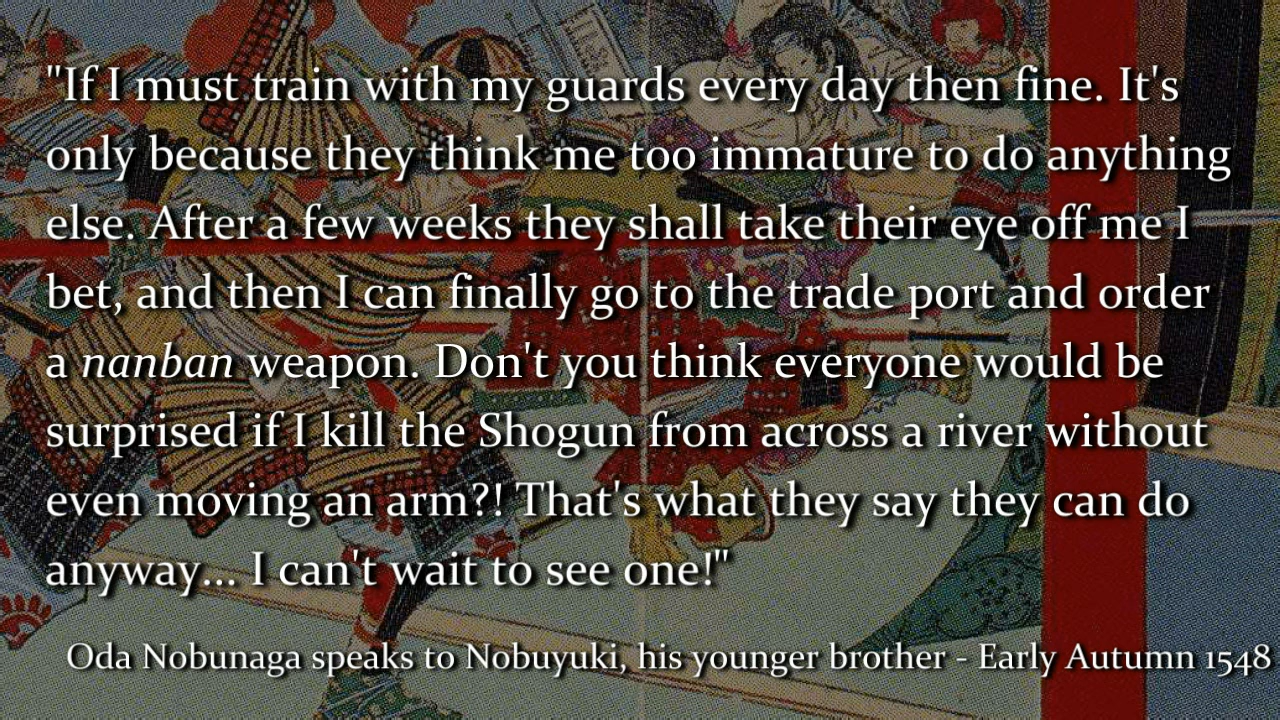 "If I must train with my guards every day then fine. It's
only because they think me too immature to do anything
else. After a few weeks they shall take their eye off me I
bet, and then I can finally go to the trade port and order
a nanban weapon. Don't you think everyone would be
surprised if I kill the Shogun from across a river without
even moving an arm?! That's what they say they can do
anyway... I can't wait to see one!"
Oda Nobunaga speaks to Nobuyuki, his younger brother - Early Autumn 1548